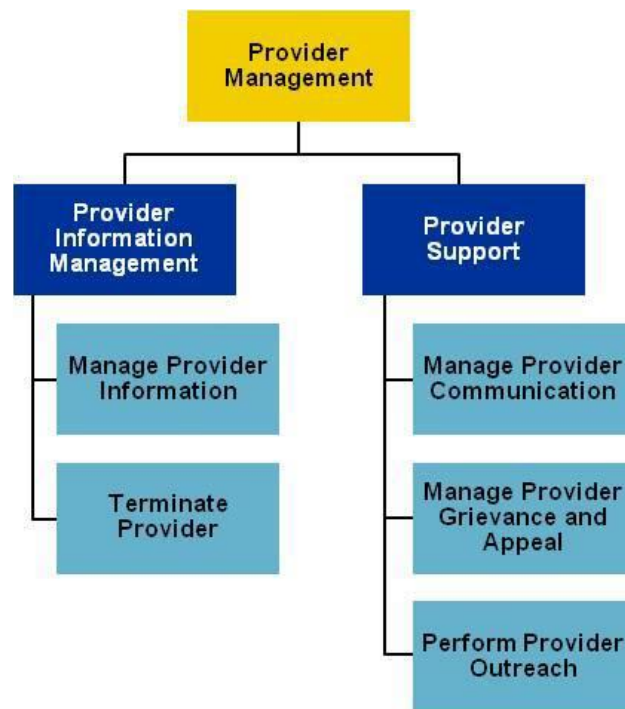 Provider
Management
Provider
Information
Management
Provider
Support
Manage Provider
Information
Terminate
Provider
Manage Provider
Communication
Manage Provider
Grievance and
Appeal
Perform Provider
Outreach